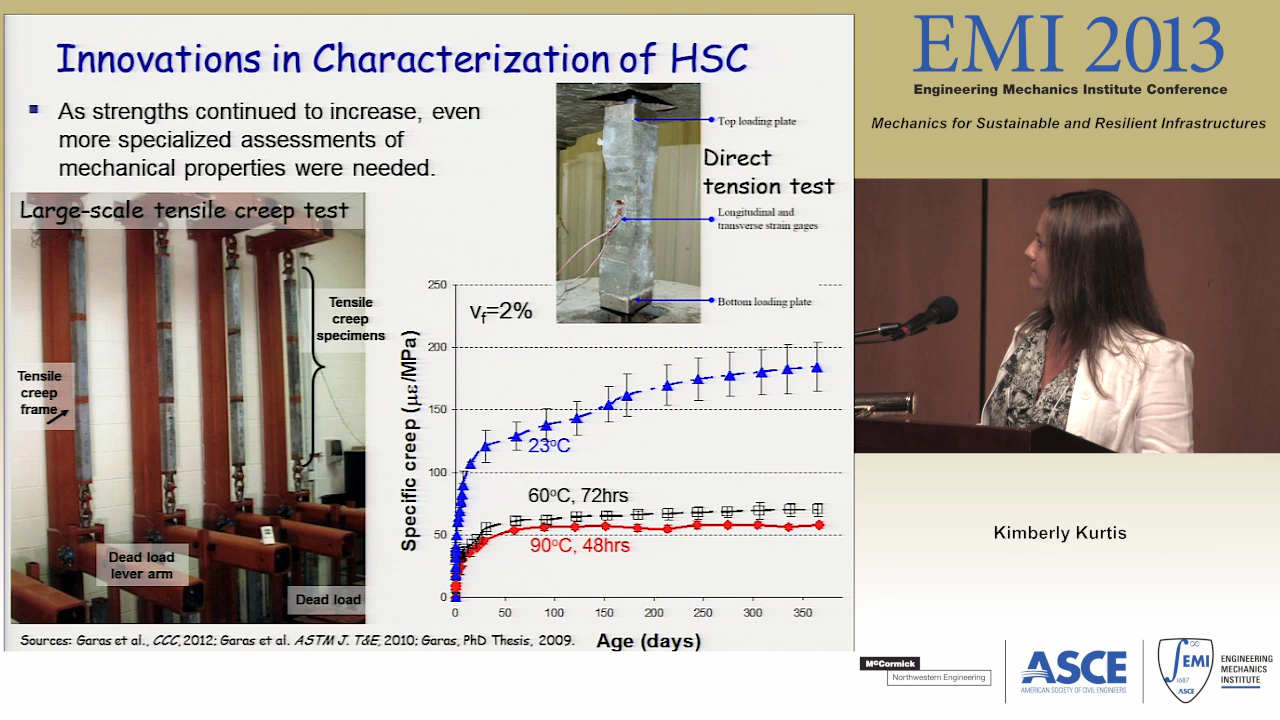 Innovations in Characterization of HSC
▪ As strengths continued to increase, even
more specialized assessments of
mechanical properties were needed.
Top loading plate
Direct
tension test
Longitudinal and
transverse strain gages
Bottom loading plate
Large-scale tensile creep test
Tensile
creep
specimens
Tensile
creep
frame
Dead load
lever arm
Dead load
vf=2%
Specific creep (με/MPa)
250
200
150
100
50
0
23°C
60°C, 72hrs
90°C, 48hrs
0 50 100 150 200 250 300 350
Age (days)
Sources: Garas et al., CCC, 2012; Garas et al. ASTM J. T&E, 2010; Garas, PhD Thesis, 2009.
EMI 2013
Engineering Mechanics Institute Conference
Mechanics for Sustainable and Resilient Infrastructures
Kimberly Kurtis
McCormick
Northwestern Engineering
ASCE
AMERICAN SOCIETY OF CIVIL ENGINEERS
∞
∫EMI
1687
ASCE
ENGINEERING
MECHANICS
INSTITUTE